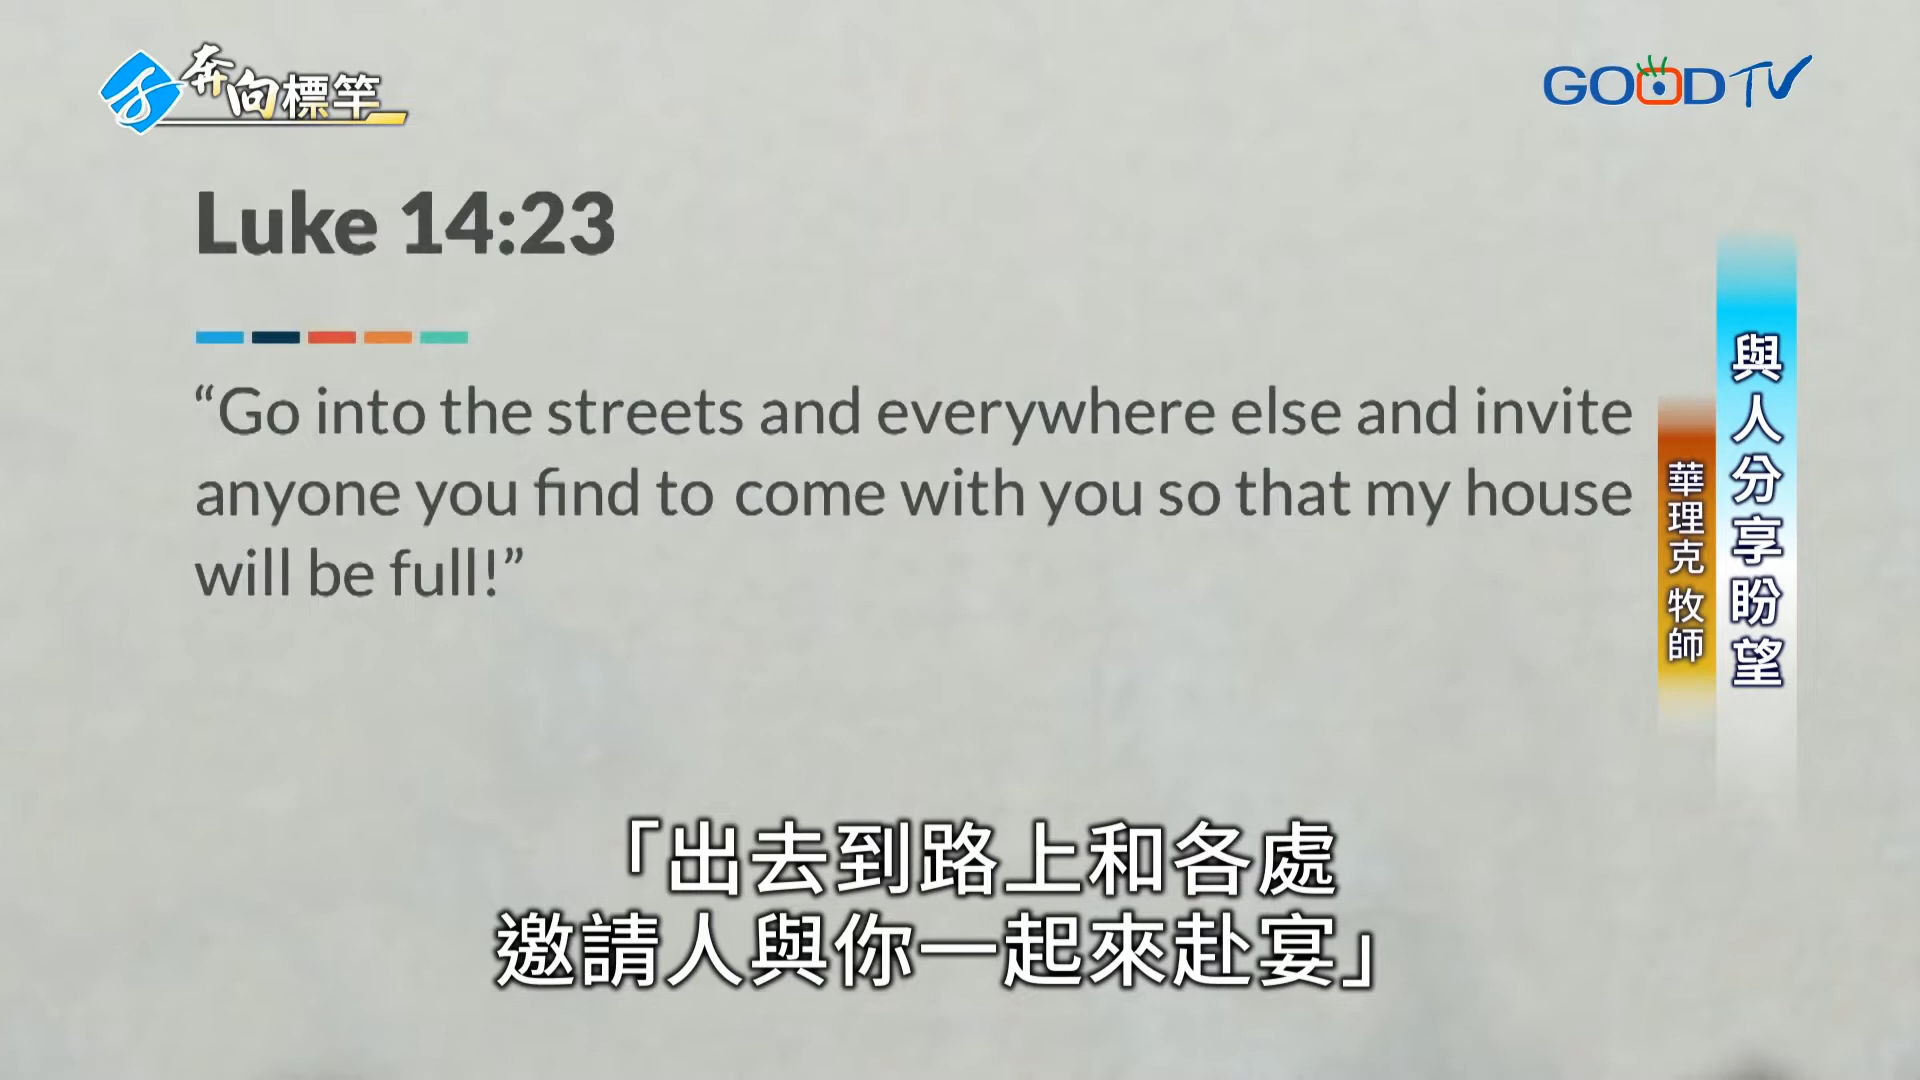 奔向標竿
GOOD TV
Luke 14:23
“Go into the streets and everywhere else and invite
anyone you find to come with you so that my house
will be full!”
與人分享盼望
華理克 牧師
「出去到路上和各處
邀請人與你一起來赴宴」